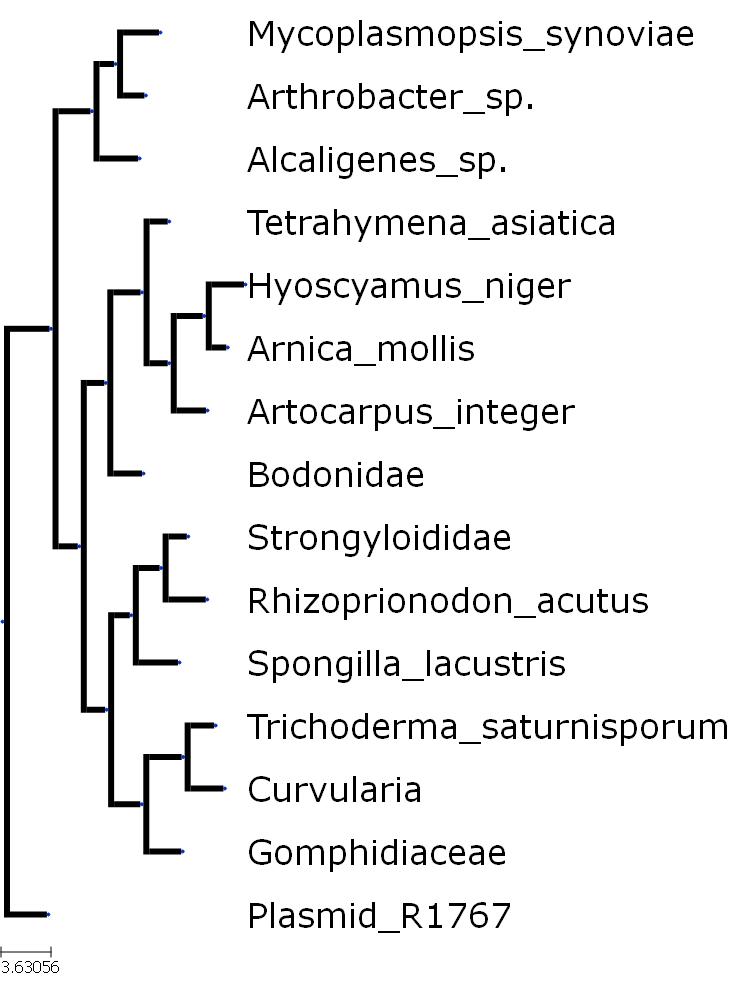 Mycoplasmopsis_synoviae
Arthrobacter_sp.
Alcaligenes_sp.
Tetrahymena_asiatica
Hyoscyamus_niger
Arnica_mollis
Artocarpus_integer
Bodonidae
Strongyloididae
Rhizoprionodon_acutus
Spongilla_lacustris
Trichoderma_saturnisporum
Curvularia
Gomphidiaceae
Plasmid_R1767
3.63056